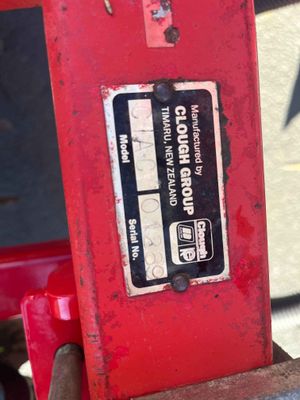 Manufactured by
CLOUGH GROUP
TIMARU, NEW ZEALAND
Clough
Model
Serial No.